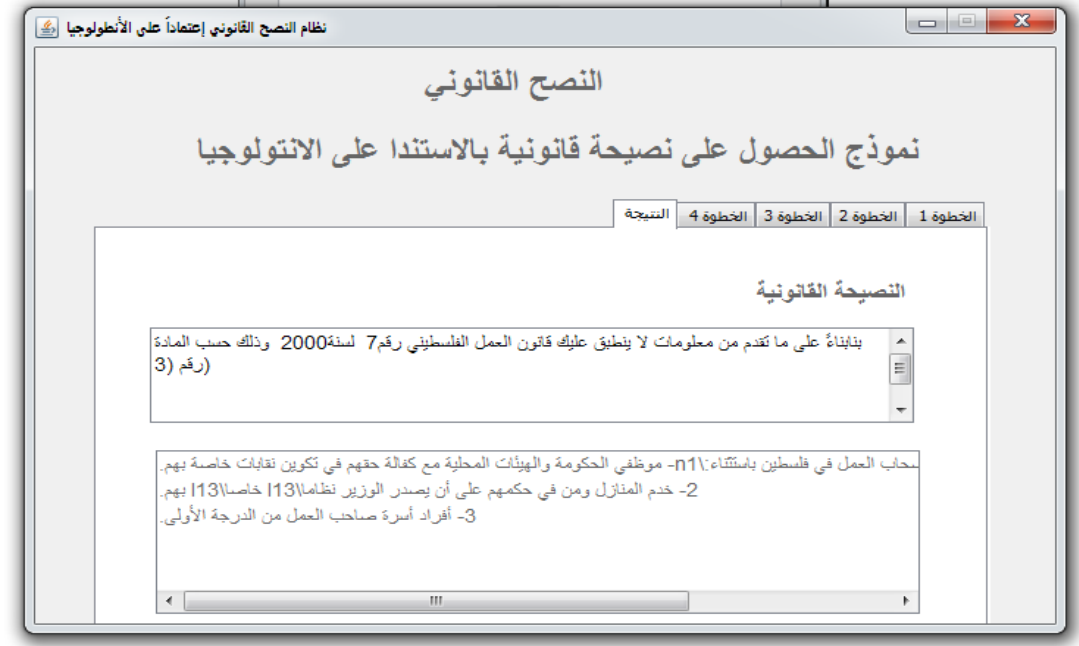 نظام النصح القانوني إعتماداً على الأنطولوجيا
النصح القانوني
نموذج الحصول على نصيحة قانونية بالاستندا على الانتولوجيا
الخطوة 1 الخطوة 2 الخطوة 3 الخطوة 4 النتيجة
النصيحة القانونية
بنابناءً على ما تقدم من معلومات لا ينطبق عليك قانون العمل الفلسطيني رقم7 لسنة2000 وذلك حسب المادة
(رقم (3
سحاب العمل في فلسطين باستثناء:\n1- موظفي الحكومة والهيئات المحلية مع كفالة حقهم في تكوين نقابات خاصة بهم.
2- خدم المنازل ومن في حكمهم على أن يصدر الوزير نظاما\l13 خاصا\l13 بهم.
3- أفراد أسرة صاحب العمل من الدرجة الأولى.